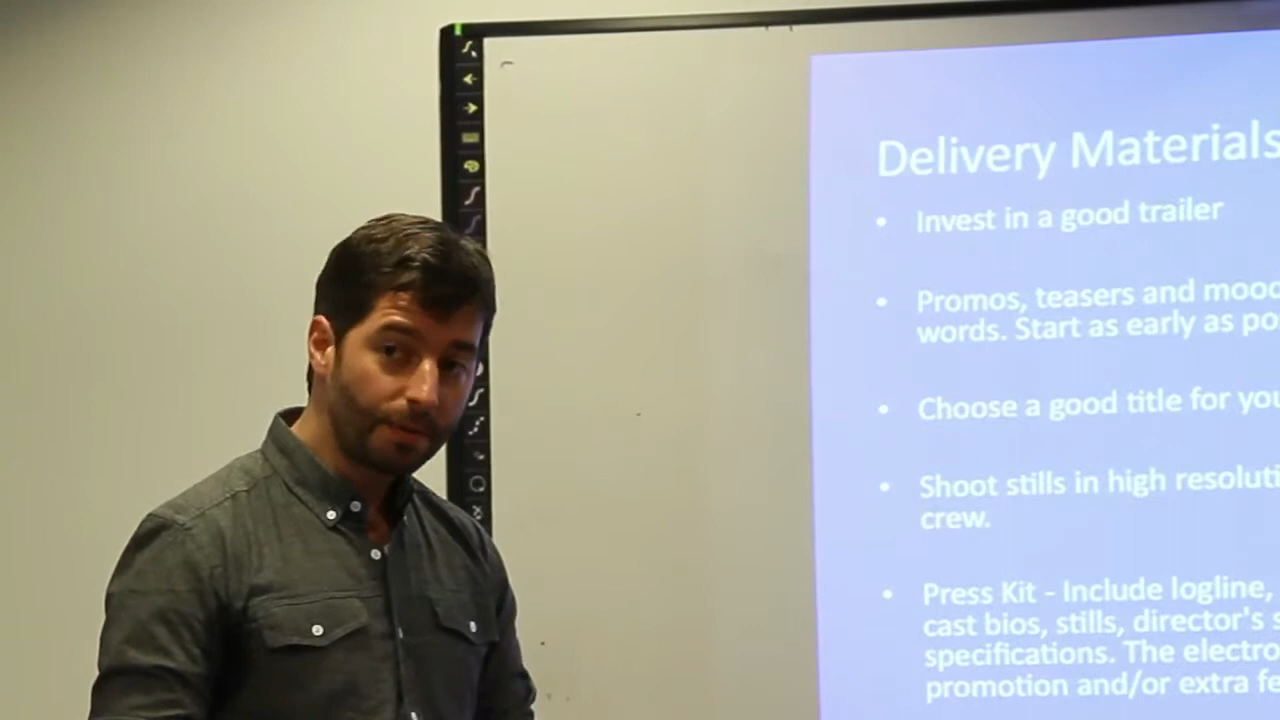 Delivery Materials
• Invest in a good trailer
• Promos, teasers and mood
words. Start as early as po
• Choose a good title for you
• Shoot stills in high resoluti
crew.
• Press Kit - Include logline,
cast bios, stills, director's s
specifications. The electro
promotion and/or extra fe